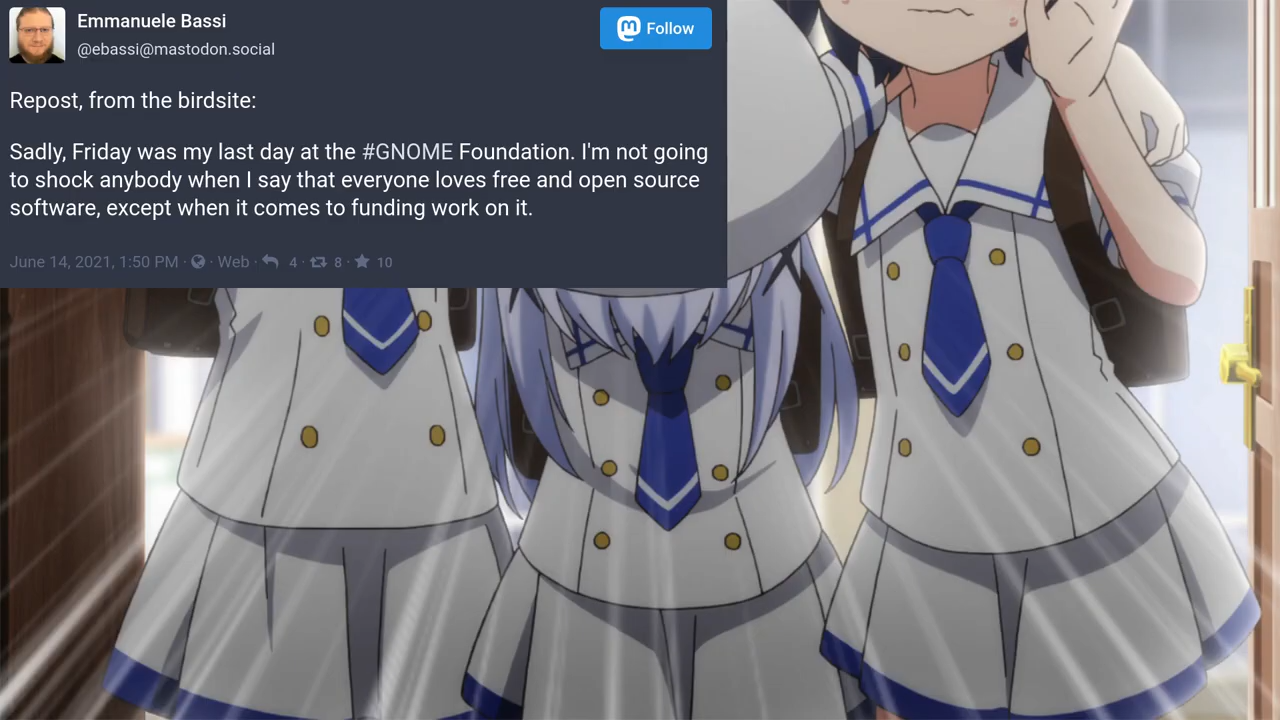 Emmanuele Bassi
@ebassi@mastodon.social
Follow
Repost, from the birdsite:
Sadly, Friday was my last day at the #GNOME Foundation. I'm not going
to shock anybody when I say that everyone loves free and open source
software, except when it comes to funding work on it.
June 14, 2021, 1:50 PM · Web · 4 · 8 · 10